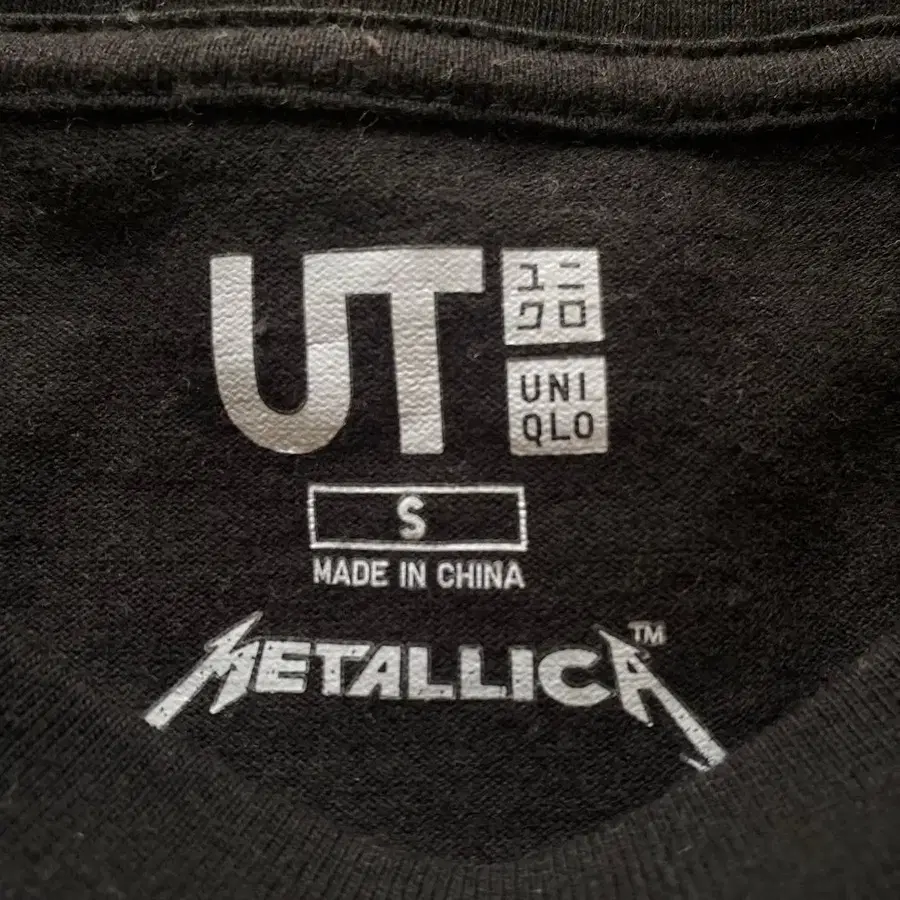 UT
ユニ
クロ
UNI
QLO
S
MADE IN CHINA
METALLICA™